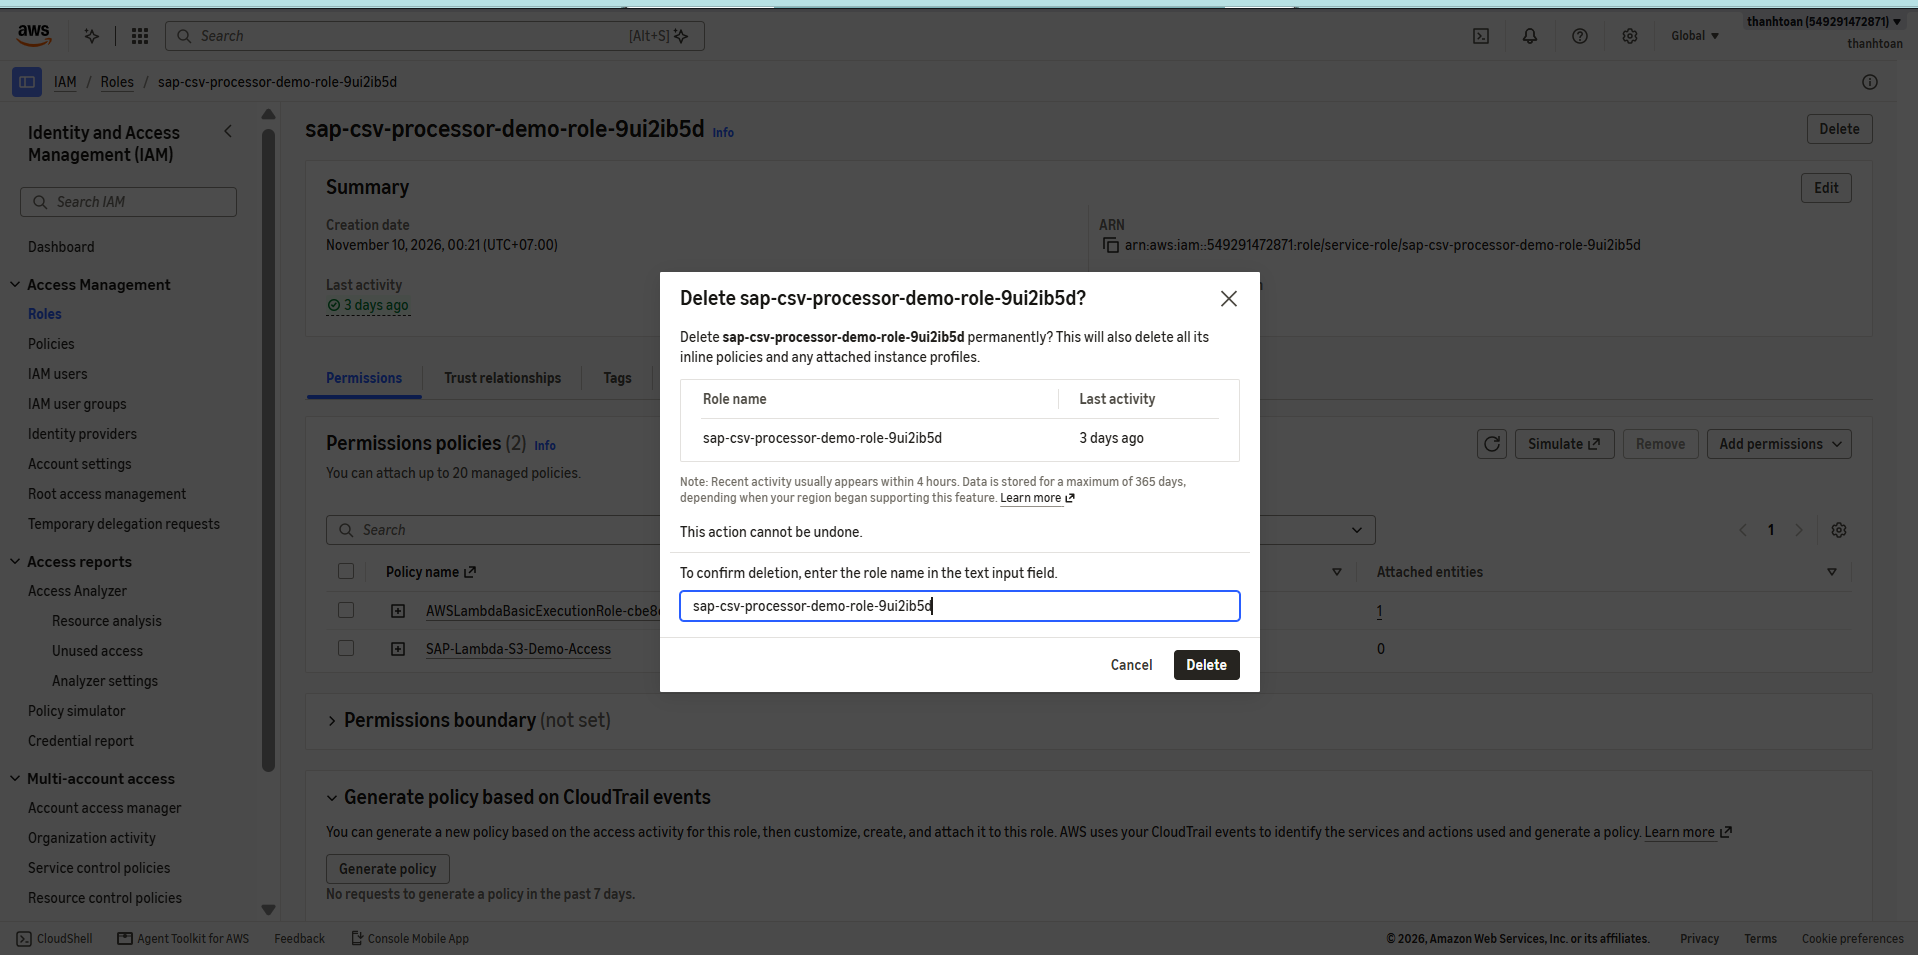 aws
Search
[Alt+S]
Global
thanhtoan (549291472871)
thanhtoan
IAM / Roles / sap-csv-processor-demo-role-9ui2ib5d
Identity and Access
Management (IAM)
Search IAM
Dashboard
Access Management
Roles
Policies
IAM users
IAM user groups
Identity providers
Account settings
Root access management
Temporary delegation requests
Access reports
Access Analyzer
Resource analysis
Unused access
Analyzer settings
Policy simulator
Credential report
Multi-account access
Account access manager
Organization activity
Service control policies
Resource control policies
sap-csv-processor-demo-role-9ui2ib5d Info
Delete
Summary
Edit
Creation date
November 10, 2026, 00:21 (UTC+07:00)
ARN
arn:aws:iam::549291472871:role/service-role/sap-csv-processor-demo-role-9ui2ib5d
Last activity
3 days ago
Permissions
Trust relationships
Tags
Permissions policies (2) Info
You can attach up to 20 managed policies.
Simulate
Remove
Add permissions
Search
1
Policy name
Attached entities
AWSLambdaBasicExecutionRole-cbe8
1
SAP-Lambda-S3-Demo-Access
0
Permissions boundary (not set)
Generate policy based on CloudTrail events
You can generate a new policy based on the access activity for this role, then customize, create, and attach it to this role. AWS uses your CloudTrail events to identify the services and actions used and generate a policy. Learn more
Generate policy
No requests to generate a policy in the past 7 days.
Delete sap-csv-processor-demo-role-9ui2ib5d?
Delete sap-csv-processor-demo-role-9ui2ib5d permanently? This will also delete all its
inline policies and any attached instance profiles.
Role name
Last activity
sap-csv-processor-demo-role-9ui2ib5d
3 days ago
Note: Recent activity usually appears within 4 hours. Data is stored for a maximum of 365 days,
depending when your region began supporting this feature. Learn more
This action cannot be undone.
To confirm deletion, enter the role name in the text input field.
sap-csv-processor-demo-role-9ui2ib5d
Cancel
Delete
CloudShell
Agent Toolkit for AWS
Feedback
Console Mobile App
© 2026, Amazon Web Services, Inc. or its affiliates.
Privacy
Terms
Cookie preferences